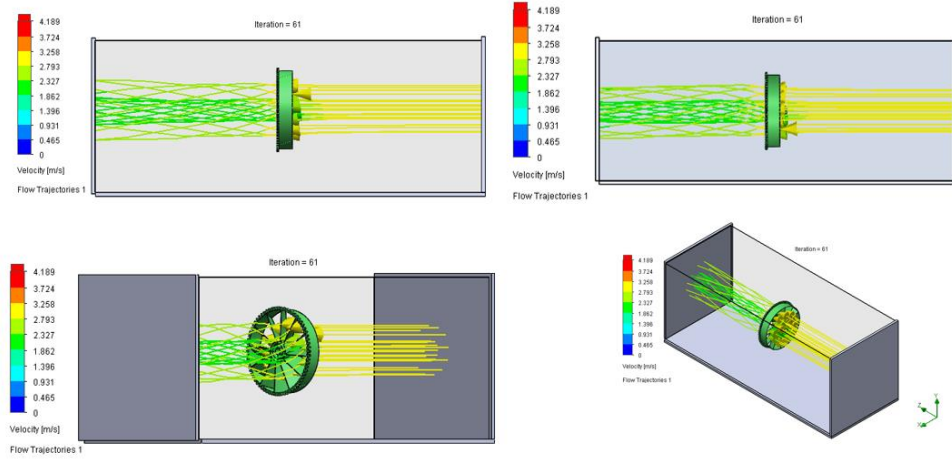 Iteration = 61
4.189
3.724
3.258
2.793
2.327
1.862
1.396
0.931
0.465
0
Velocity [m/s]
Flow Trajectories 1
Iteration = 61
4.189
3.724
3.258
2.793
2.327
1.862
1.396
0.931
0.465
0
Velocity [m/s]
Flow Trajectories 1
Iteration = 61
4.189
3.724
3.258
2.793
2.327
1.862
1.396
0.931
0.465
0
Velocity [m/s]
Flow Trajectories 1
Iteration = 61
4.189
3.724
3.258
2.793
2.327
1.862
1.396
0.931
0.465
0
Velocity [m/s]
Flow Trajectories 1
Y
Z
X